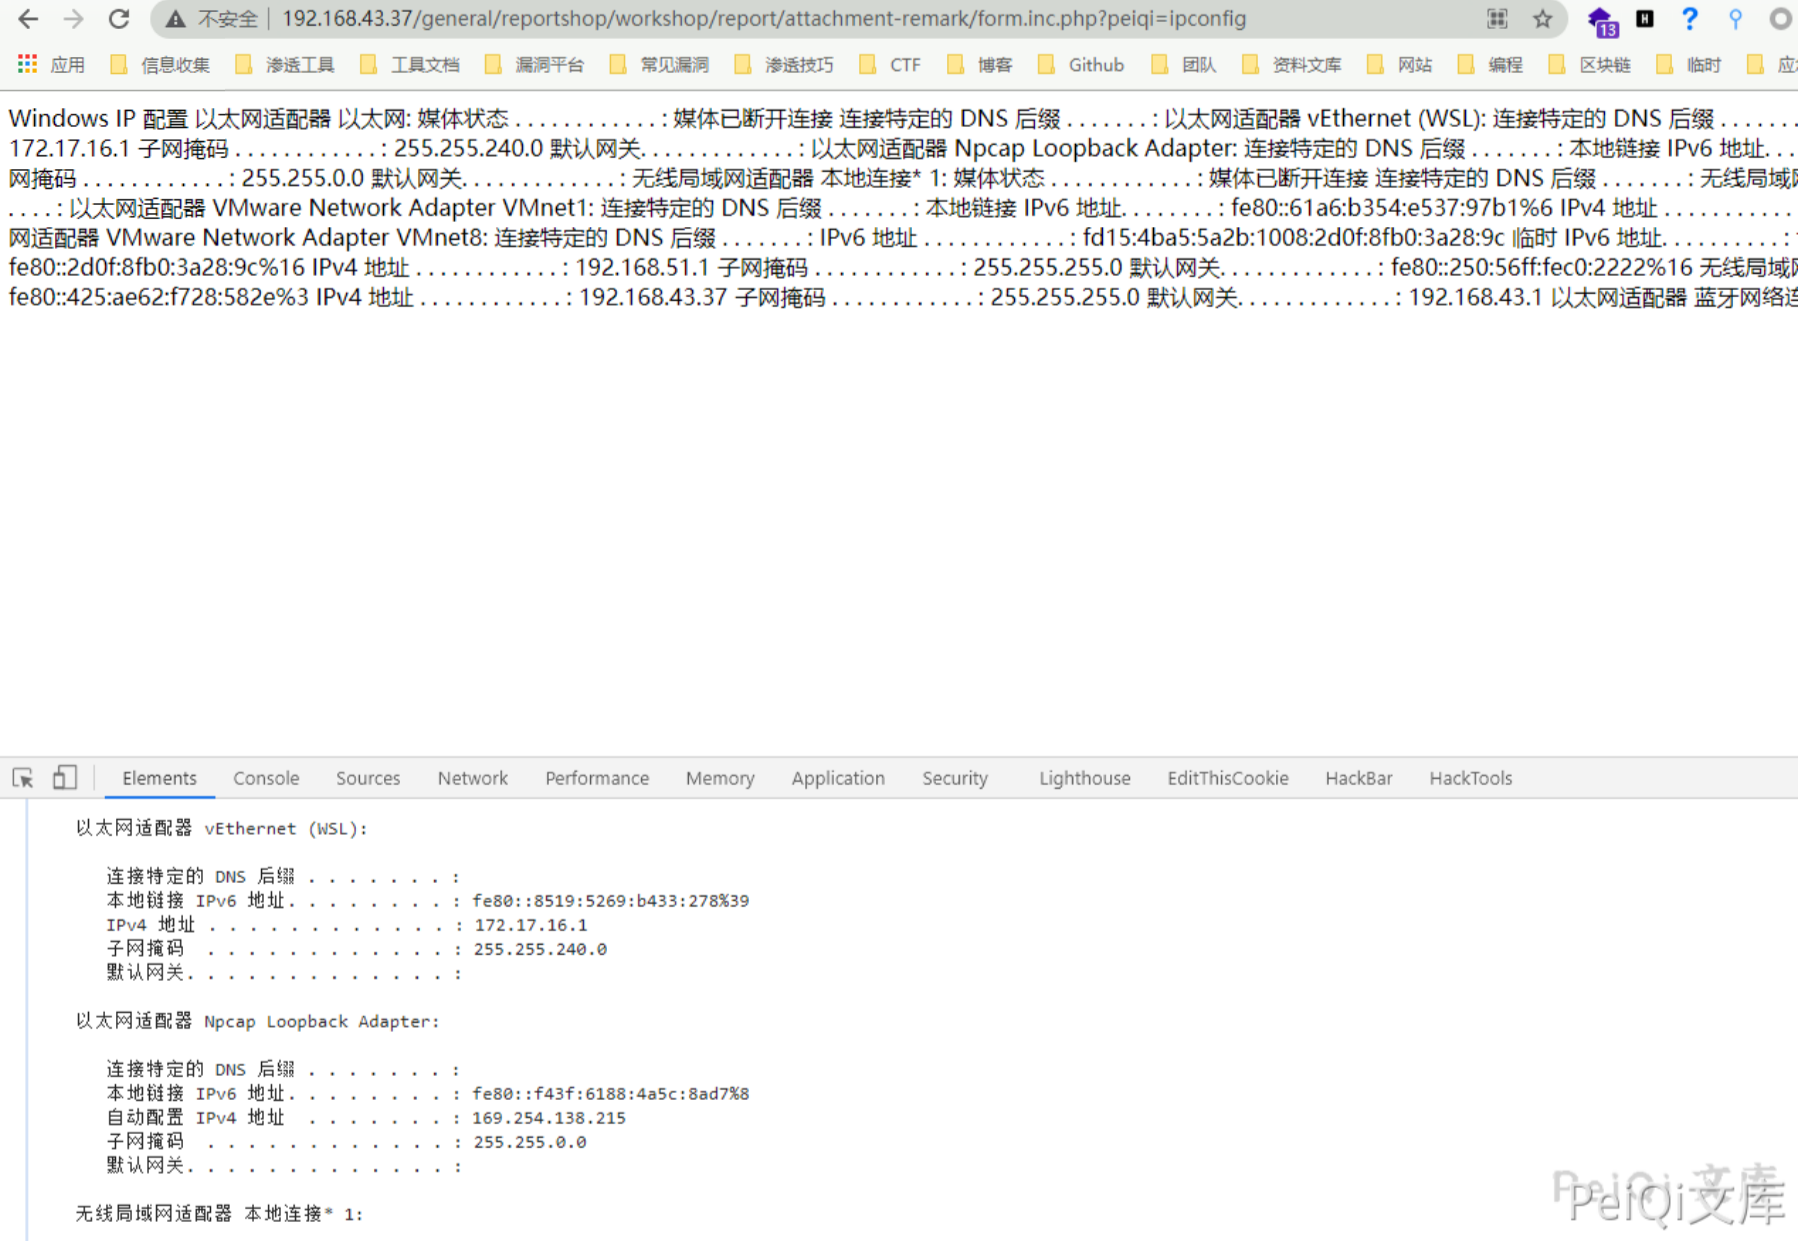 不安全 192.168.43.37/general/reportshop/workshop/report/attachment-remark/form.inc.php?peiqi=ipconfig 13
应用 信息收集 渗透工具 工具文档 漏洞平台 常见漏洞 渗透技巧 CTF 博客 Github 团队 资料文库 网站 编程 区块链 临时
Windows IP 配置 以太网适配器 以太网: 媒体状态 . . . . . . . . . . . . : 媒体已断开连接 连接特定的 DNS 后缀 . . . . . . . : 以太网适配器 vEthernet (WSL): 连接特定的 DNS 后缀 . . . . . . .
172.17.16.1 子网掩码 . . . . . . . . . . . . : 255.255.240.0 默认网关. . . . . . . . . . . . . : 以太网适配器 Npcap Loopback Adapter: 连接特定的 DNS 后缀 . . . . . . . : 本地链接 IPv6 地址. . .
网掩码 . . . . . . . . . . . . : 255.255.0.0 默认网关. . . . . . . . . . . . . : 无线局域网适配器 本地连接* 1: 媒体状态 . . . . . . . . . . . . : 媒体已断开连接 连接特定的 DNS 后缀 . . . . . . . : 无线局域网
. . . . : 以太网适配器 VMware Network Adapter VMnet1: 连接特定的 DNS 后缀 . . . . . . . : 本地链接 IPv6 地址. . . . . . . . : fe80::61a6:b354:e537:97b1%6 IPv4 地址 . . . . . . . . . . . .
网适配器 VMware Network Adapter VMnet8: 连接特定的 DNS 后缀 . . . . . . . : IPv6 地址 . . . . . . . . . . . . : fd15:4ba5:5a2b:1008:2d0f:8fb0:3a28:9c 临时 IPv6 地址. . . . . . . . . . :
fe80::2d0f:8fb0:3a28:9c%16 IPv4 地址 . . . . . . . . . . . . : 192.168.51.1 子网掩码 . . . . . . . . . . . . : 255.255.255.0 默认网关. . . . . . . . . . . . . : fe80::250:56ff:fec0:2222%16 无线局域网
fe80::425:ae62:f728:582e%3 IPv4 地址 . . . . . . . . . . . . : 192.168.43.37 子网掩码 . . . . . . . . . . . . : 255.255.255.0 默认网关. . . . . . . . . . . . . : 192.168.43.1 以太网适配器 蓝牙网络连
Elements Console Sources Network Performance Memory Application Security Lighthouse EditThisCookie HackBar HackTools
以太网适配器 vEthernet (WSL):
连接特定的 DNS 后缀 . . . . . . . :
本地链接 IPv6 地址. . . . . . . . : fe80::8519:5269:b433:278%39
IPv4 地址 . . . . . . . . . . . . : 172.17.16.1
子网掩码 . . . . . . . . . . . . : 255.255.240.0
默认网关. . . . . . . . . . . . . :
以太网适配器 Npcap Loopback Adapter:
连接特定的 DNS 后缀 . . . . . . . :
本地链接 IPv6 地址. . . . . . . . : fe80::f43f:6188:4a5c:8ad7%8
自动配置 IPv4 地址 . . . . . . . : 169.254.138.215
子网掩码 . . . . . . . . . . . . : 255.255.0.0
默认网关. . . . . . . . . . . . . :
无线局域网适配器 本地连接* 1:
PeiQi文库
PeiQi文库